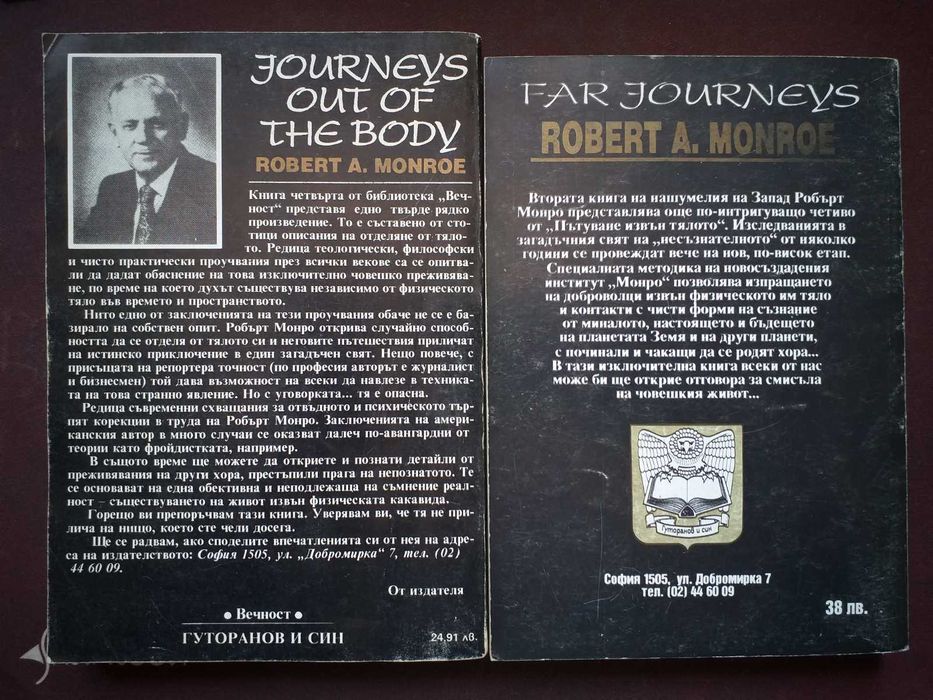 JOURNEYS
OUT OF
THE BODY
ROBERT A. MONROE
Книга четвърта от библиотека „Веч-
ност“ представя едно твърде рядко
произведение. То е съставено от сто-
тици описания на отделяне от тяло-
то. Редица теологически, философски
и чисто практически проучвания през всички векове са се опитва-
ли да дадат обяснение на това изключително човешко преживява-
не, по време на което духът съществува независимо от физическото
тяло във времето и пространството.
Нито едно от заключенията на тези проучвания обаче не се е ба-
зирало на собствен опит. Робърт Монро открива случайно способ-
ността да се отделя от тялото си и неговите пътешествия приличат
на истинско приключение в един загадъчен свят. Нещо повече, с
присъщата на репортера точност (по професия авторът е журналист
и бизнесмен) той дава възможност на всеки да навлезе в техника-
та на това странно явление. Но с уговорката... тя е опасна.
Редица съвременни схващания за отвъдното и психическото тър-
пят корекции в труда на Робърт Монро. Заключенията на амери-
канския автор в много случаи се оказват далеч по-авангардни от
теории като фройдистката, например.
В същото време ще можете да откриете и познати детайли от
преживявания на други хора, престъпили прага на непознатото. Те
се основават на една обективна и неподлежаща на съмнение реал-
ност – съществуването на живот извън физическата какавида.
Горещо ви препоръчвам тази книга. Уверявам ви, че тя не при-
лича на нищо, което сте чели досега.
Ще се радвам, ако споделите впечатленията си от нея на адре-
са на издателството: София 1505, ул. „Добромирка“ 7, тел. (02)
44 60 09.
От издателя
● Вечност ●
ГУТОРАНОВ И СИН
24,91 лв.
FAR JOURNEYS
ROBERT A. MONROE
Втората книга на нашумелия на Запад Робърт
Монро представлява още по-интригуващо четиво
от „Пътуване извън тялото“. Изследванията в
загадъчния свят на „несъзнателното“ от няколко
години се провеждат вече на нов, по-висок етап.
Специалната методика на новосъздадения
институт „Монро“ позволява изпращането
на доброволци извън физическото им тяло
и контакти с чисти форми на съзнание
от миналото, настоящето и бъдещето
на планетата Земя и на други планети,
с починали и чакащи да се родят хора...
В тази изключителна книга всеки от нас
може би ще открие отговора за смисъла
на човешкия живот...
Гуторанов и син
София 1505, ул. Добромирка 7
тел. (02) 44 60 09
38 лв.